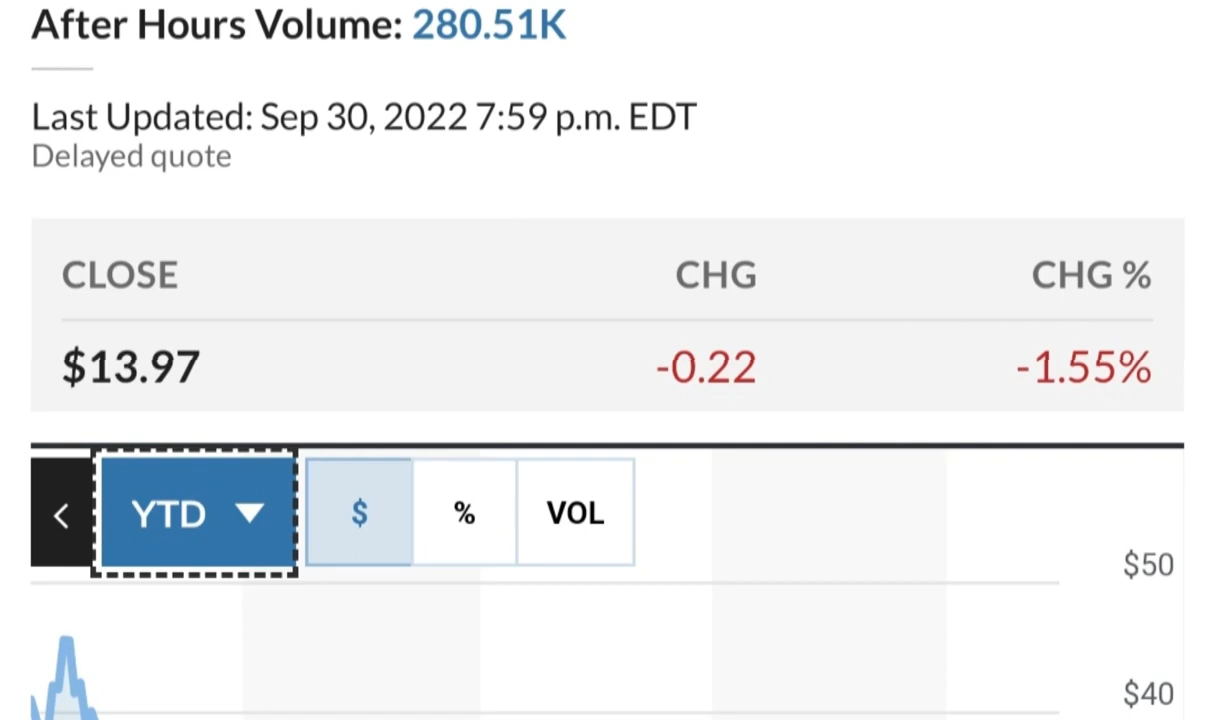 After Hours Volume: 280.51K
Last Updated: Sep 30, 2022 7:59 p.m. EDT
Delayed quote
CLOSE CHG CHG %
$13.97 -0.22 -1.55%
YTD $ % VOL
$50
$40